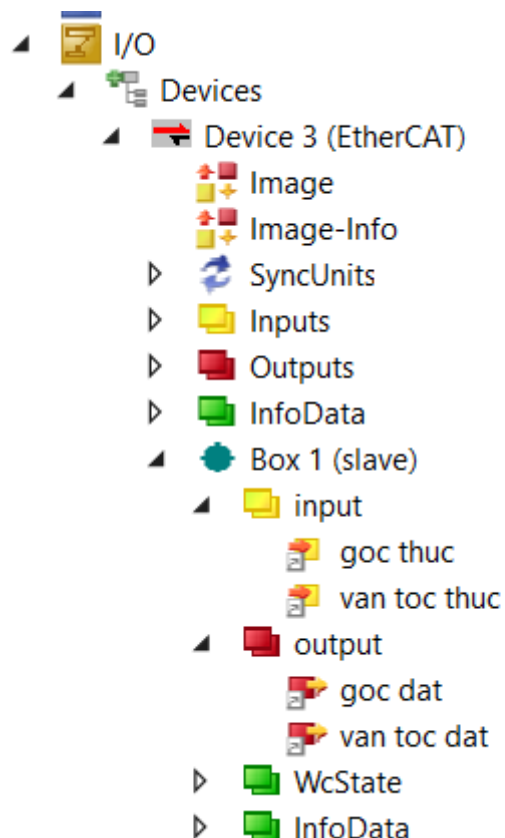 I/O
Devices
Device 3 (EtherCAT)
Image
Image-Info
SyncUnits
Inputs
Outputs
InfoData
Box 1 (slave)
input
goc thuc
van toc thuc
output
goc dat
van toc dat
WcState
InfoData